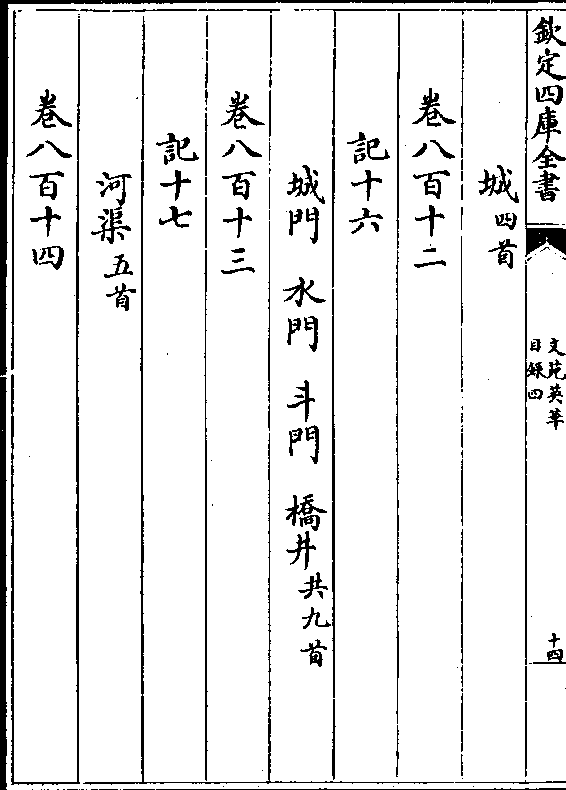 欽定四庫全書
文苑英華
目錄四
十四
城四首
卷八百十二
記十六
城門 水門 斗門 橋井共九首
卷八百十三
記十七
河渠五首
卷八百十四